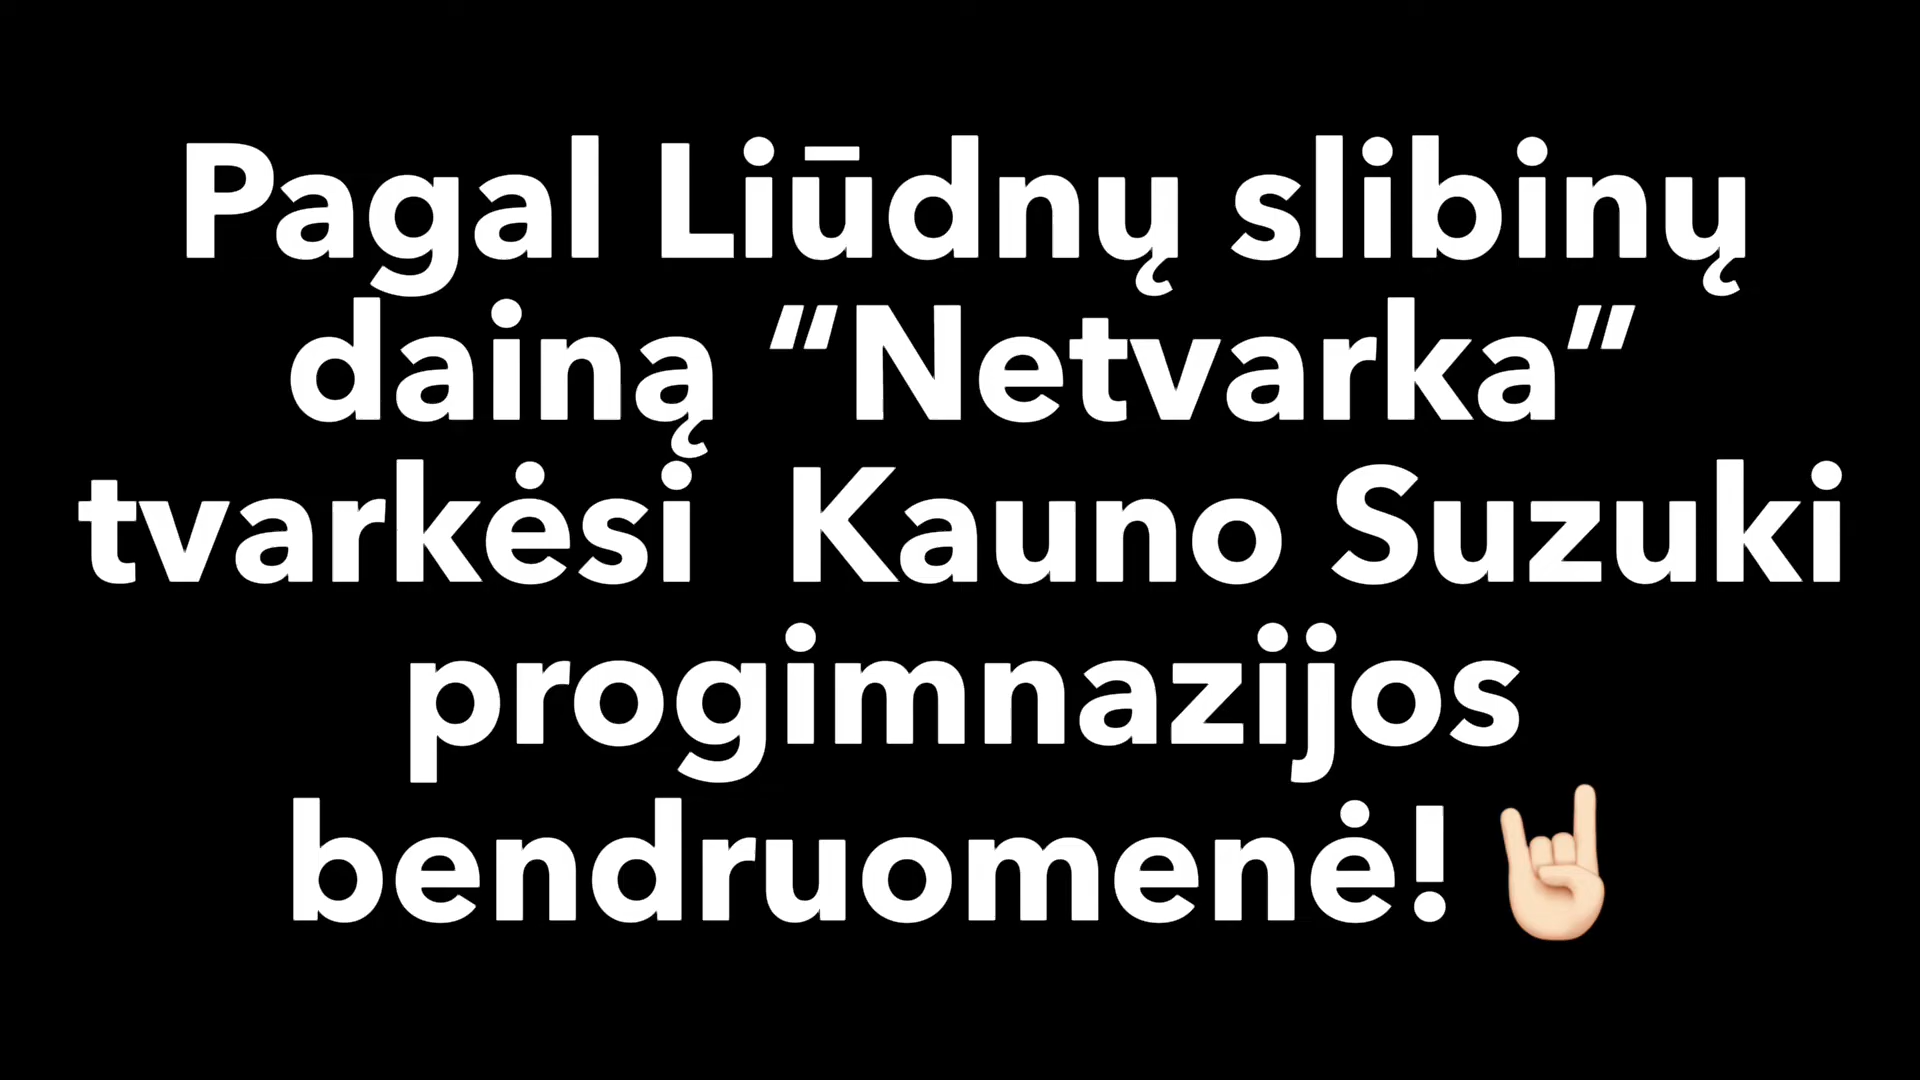 Pagal Liūdnų slibinų
dainą “Netvarka”
tvarkėsi  Kauno Suzuki
progimnazijos
bendruomenė!🤘🏻